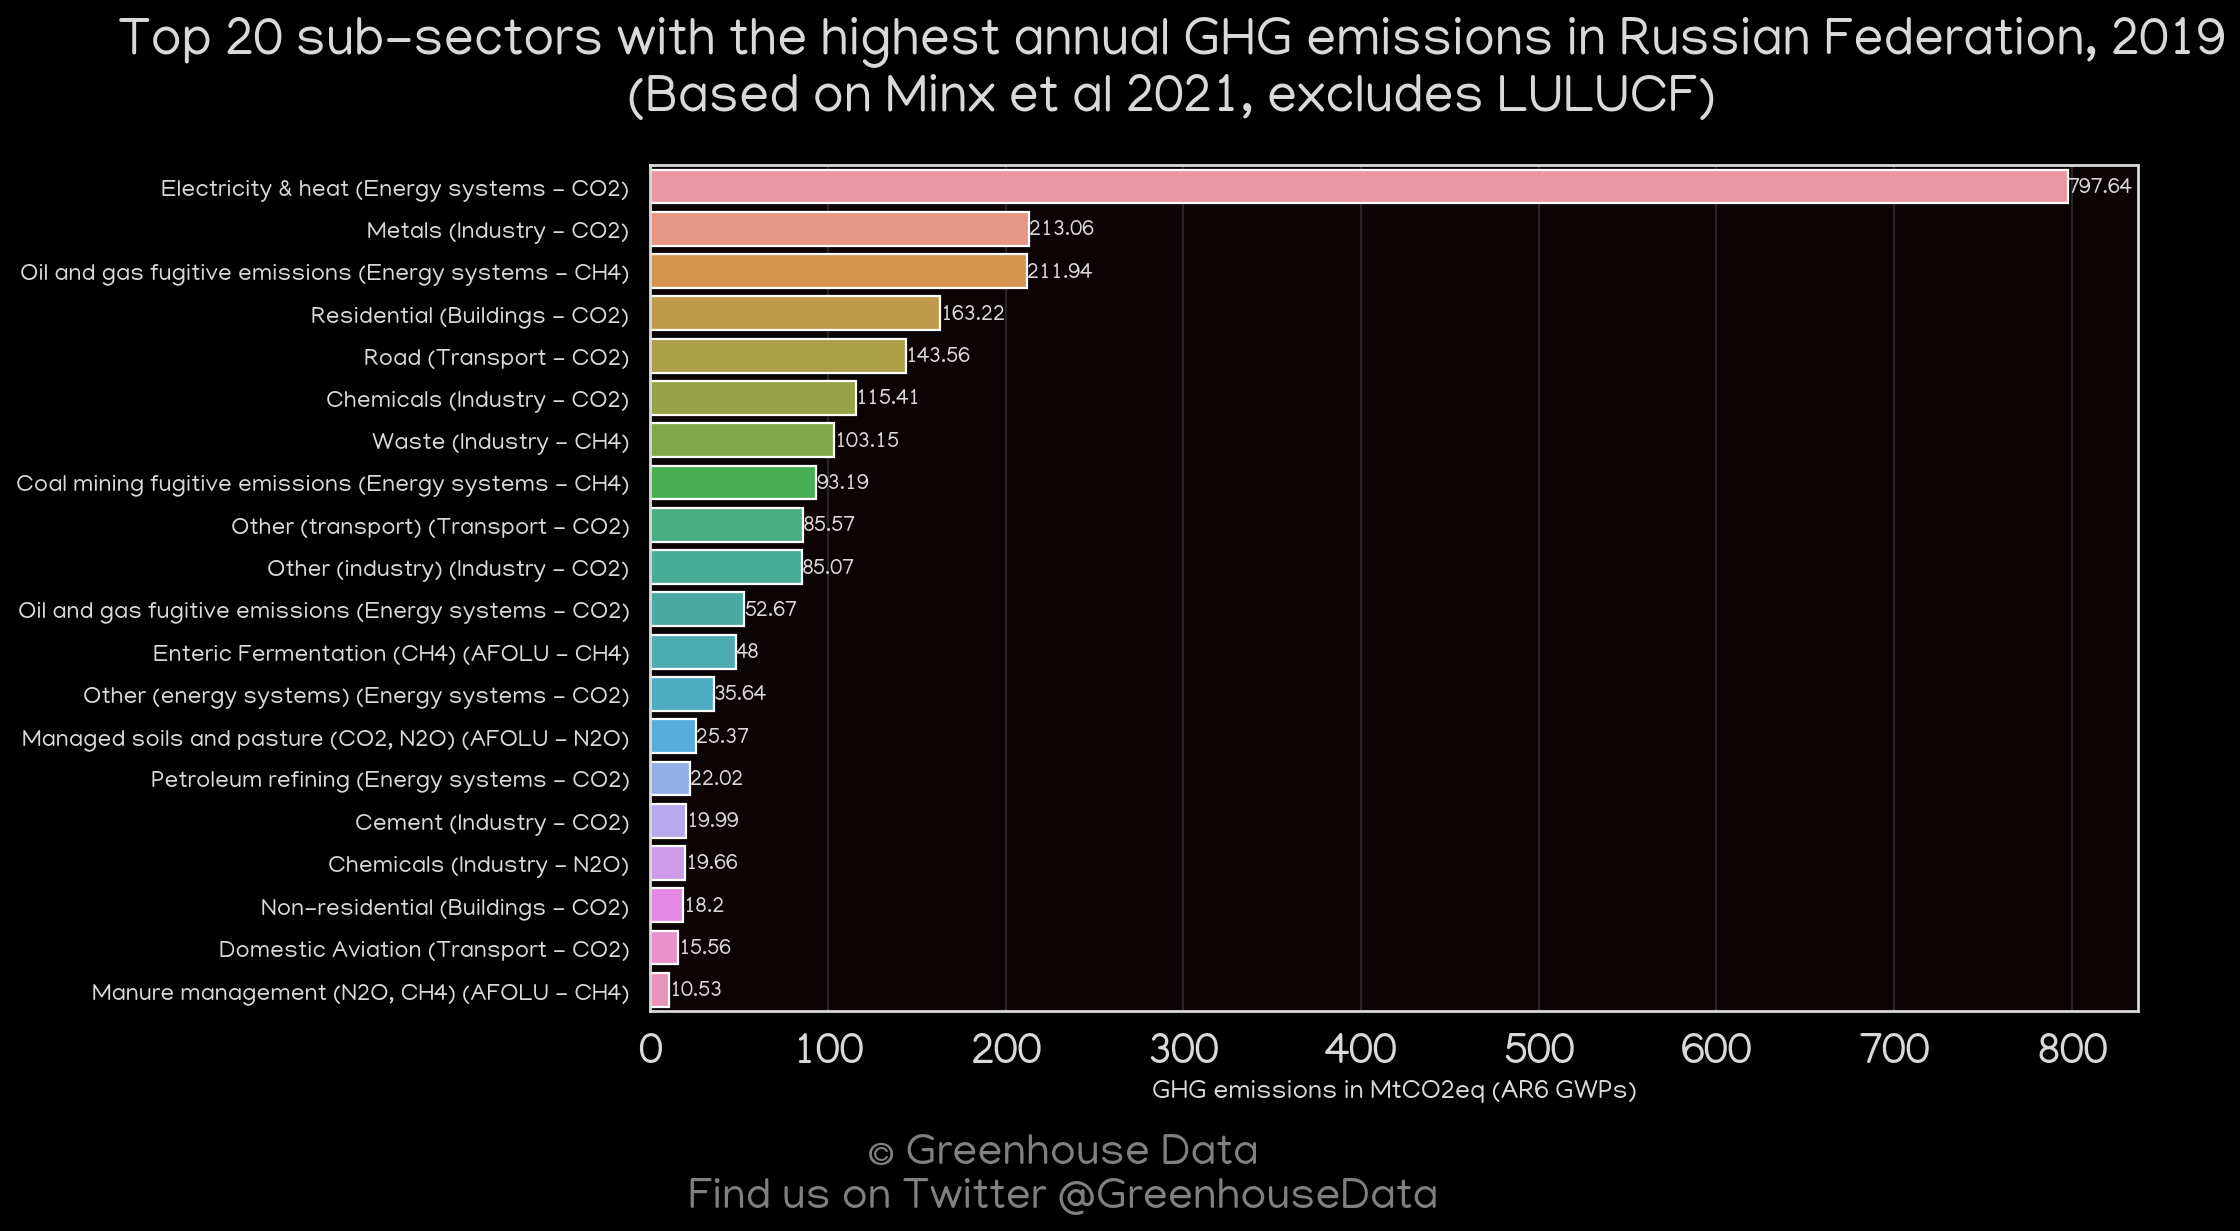 Top 20 sub-sectors with the highest annual GHG emissions in Russian Federation, 2019
(Based on Minx et al 2021, excludes LULUCF)
Electricity & heat (Energy systems - CO2) 797.64
Metals (Industry - CO2) 213.06
Oil and gas fugitive emissions (Energy systems - CH4) 211.94
Residential (Buildings - CO2) 163.22
Road (Transport - CO2) 143.56
Chemicals (Industry - CO2) 115.41
Waste (Industry - CH4) 103.15
Coal mining fugitive emissions (Energy systems - CH4) 93.19
Other (transport) (Transport - CO2) 85.57
Other (industry) (Industry - CO2) 85.07
Oil and gas fugitive emissions (Energy systems - CO2) 52.67
Enteric Fermentation (CH4) (AFOLU - CH4) 48
Other (energy systems) (Energy systems - CO2) 35.64
Managed soils and pasture (CO2, N2O) (AFOLU - N2O) 25.37
Petroleum refining (Energy systems - CO2) 22.02
Cement (Industry - CO2) 19.99
Chemicals (Industry - N2O) 19.66
Non-residential (Buildings - CO2) 18.2
Domestic Aviation (Transport - CO2) 15.56
Manure management (N2O, CH4) (AFOLU - CH4) 10.53
0 100 200 300 400 500 600 700 800
GHG emissions in MtCO2eq (AR6 GWPs)
© Greenhouse Data
Find us on Twitter @GreenhouseData